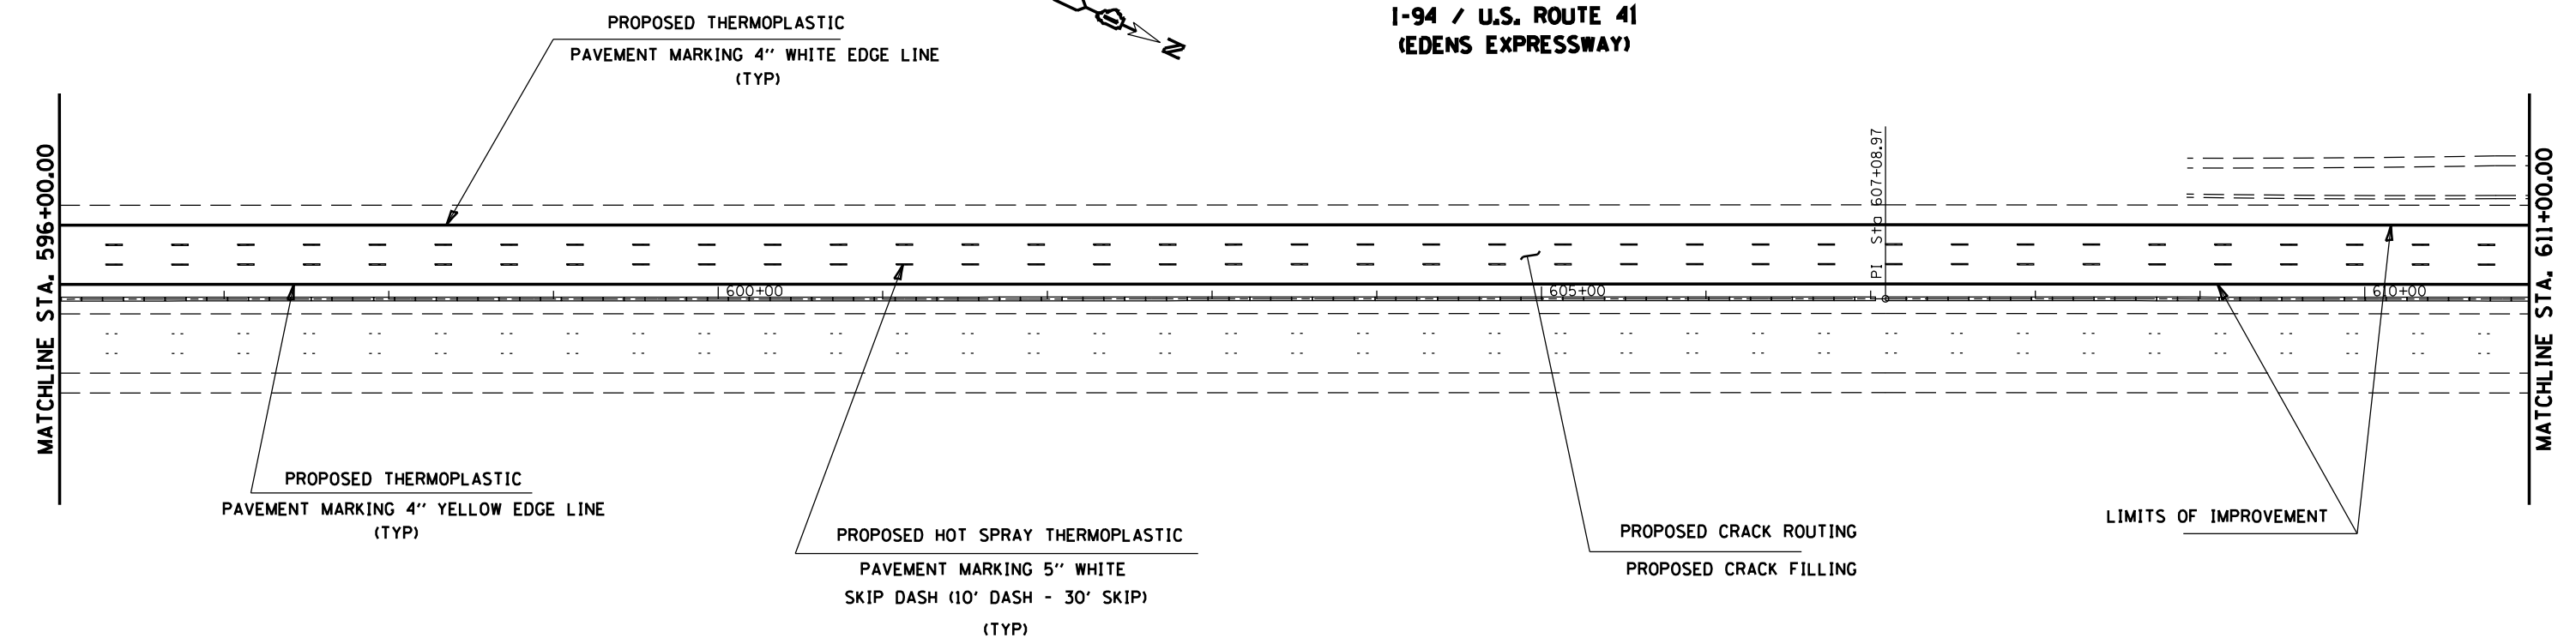 I-94 / U.S. ROUTE 41
(EDENS EXPRESSWAY)
N
PROPOSED THERMOPLASTIC
PAVEMENT MARKING 4'' WHITE EDGE LINE
(TYP)
MATCHLINE STA. 596+00.00
PI Sta 607+08.97
MATCHLINE STA. 611+00.00
600+00
605+00
610+00
PROPOSED THERMOPLASTIC
PAVEMENT MARKING 4'' YELLOW EDGE LINE
(TYP)
PROPOSED HOT SPRAY THERMOPLASTIC
PAVEMENT MARKING 5'' WHITE
SKIP DASH (10' DASH - 30' SKIP)
(TYP)
PROPOSED CRACK ROUTING
PROPOSED CRACK FILLING
LIMITS OF IMPROVEMENT